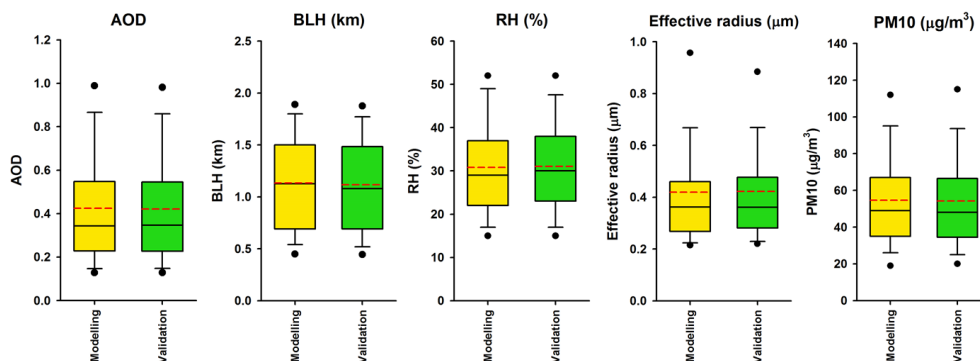 AOD
BLH (km)
RH (%)
Effective radius (μm)
PM10 (μg/m³)
AOD
1.2
1.0
0.8
0.6
0.4
0.2
0.0
Modelling
Validation
BLH (km)
2.5
2.0
1.5
1.0
0.5
0.0
Modelling
Validation
RH (%)
60
50
40
30
20
10
0
Modelling
Validation
Effective radius (μm)
1.0
0.8
0.6
0.4
0.2
0.0
Modelling
Validation
PM10 (μg/m³)
140
120
100
80
60
40
20
0
Modelling
Validation